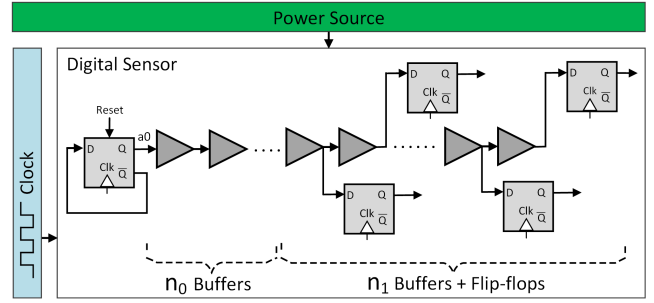 Power Source
Clock
Digital Sensor
Reset
a0
D Q
Clk Q̅
D Q
Clk Q̅
D Q
Clk Q̅
D Q
Clk Q̅
D Q
Clk Q̅
.....
......
.....
n₀ Buffers
n₁ Buffers + Flip-flops